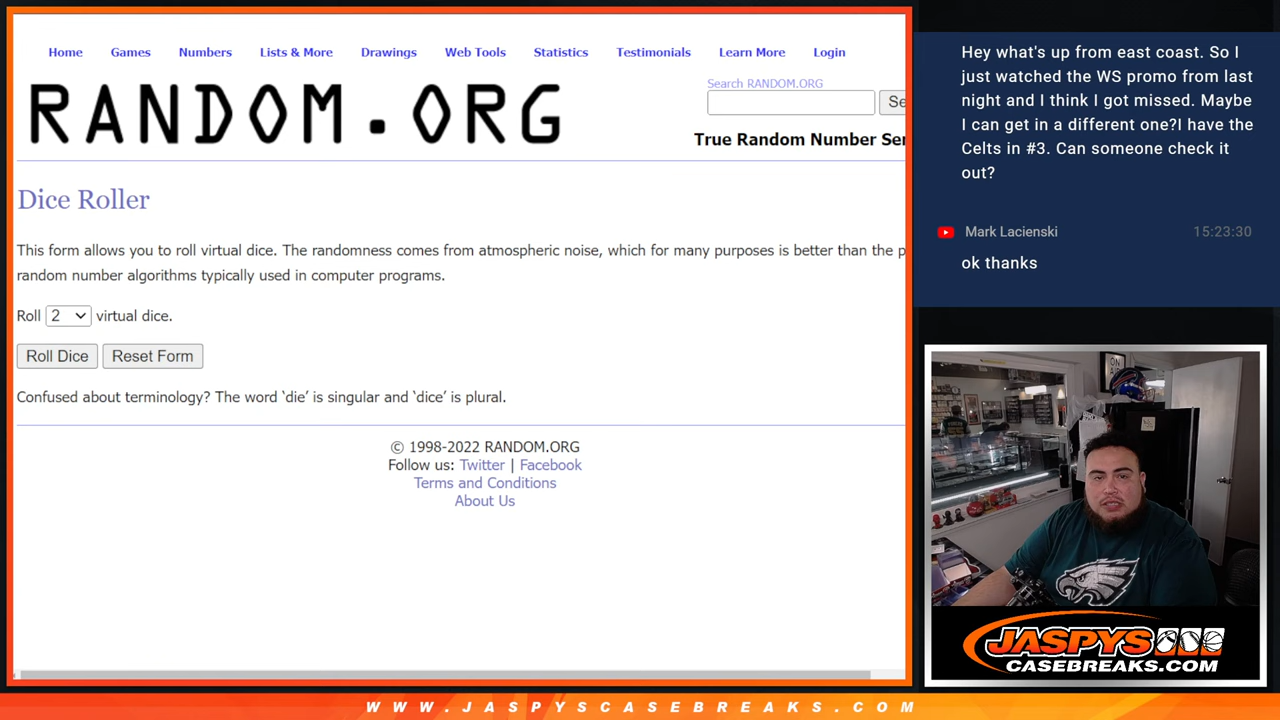 Home Games Numbers Lists & More Drawings Web Tools Statistics Testimonials Learn More Login
RANDOM.ORG
Search RANDOM.ORG
Se
True Random Number Ser
Dice Roller
This form allows you to roll virtual dice. The randomness comes from atmospheric noise, which for many purposes is better than the p
random number algorithms typically used in computer programs.
Roll 2 virtual dice.
Roll Dice Reset Form
Confused about terminology? The word ‘die’ is singular and ‘dice’ is plural.
© 1998-2022 RANDOM.ORG
Follow us: Twitter | Facebook
Terms and Conditions
About Us
Hey what's up from east coast. So I
just watched the WS promo from last
night and I think I got missed. Maybe
I can get in a different one?I have the
Celts in #3. Can someone check it
out?
Mark Lacienski 15:23:30
ok thanks
ON
JASPYS
CASEBREAKS.COM
WWW.JASPYSCASEBREAKS.COM